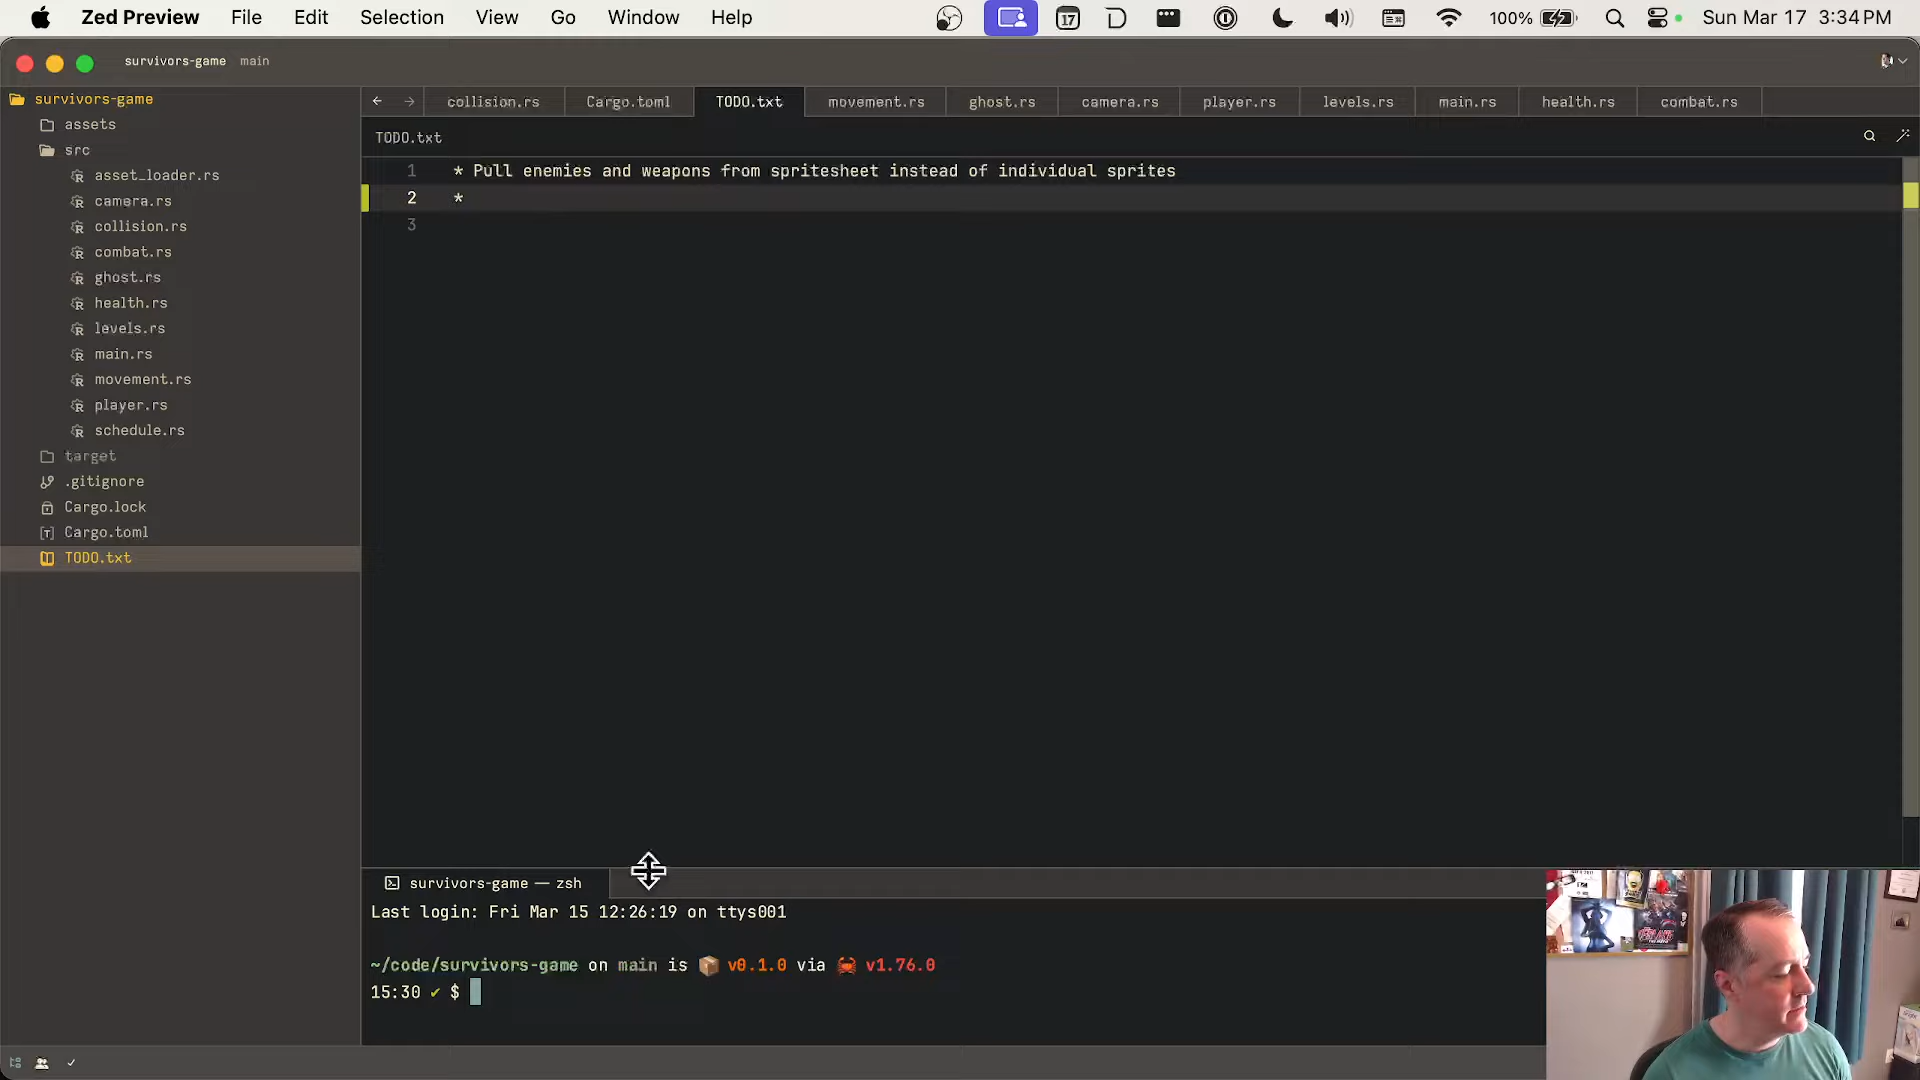 Zed Preview File Edit Selection View Go Window Help 17 100% Sun Mar 17 3:34 PM
survivors-game main
survivors-game
assets
src
asset_loader.rs
camera.rs
collision.rs
combat.rs
ghost.rs
health.rs
levels.rs
main.rs
movement.rs
player.rs
schedule.rs
target
.gitignore
Cargo.lock
Cargo.toml
TODO.txt
collision.rs Cargo.toml TODO.txt movement.rs ghost.rs camera.rs player.rs levels.rs main.rs health.rs combat.rs
TODO.txt
1 * Pull enemies and weapons from spritesheet instead of individual sprites
2 *
3
survivors-game — zsh
Last login: Fri Mar 15 12:26:19 on ttys001
~/code/survivors-game on main is 📦 v0.1.0 via 🦀 v1.76.0
15:30 ✔ $